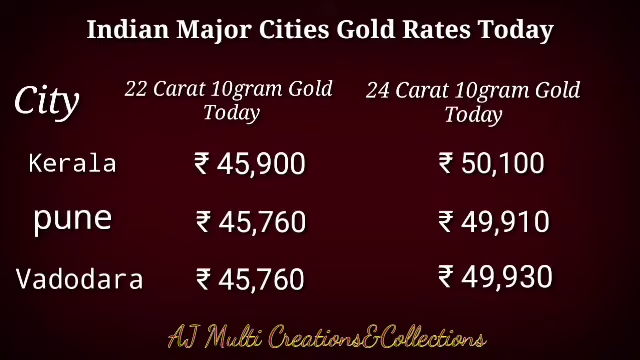 Indian Major Cities Gold Rates Today
City 22 Carat 10gram Gold Today 24 Carat 10gram Gold Today
Kerala ₹ 45,900 ₹ 50,100
pune ₹ 45,760 ₹ 49,910
Vadodara ₹ 45,760 ₹ 49,930
AJ Multi Creations&Collections